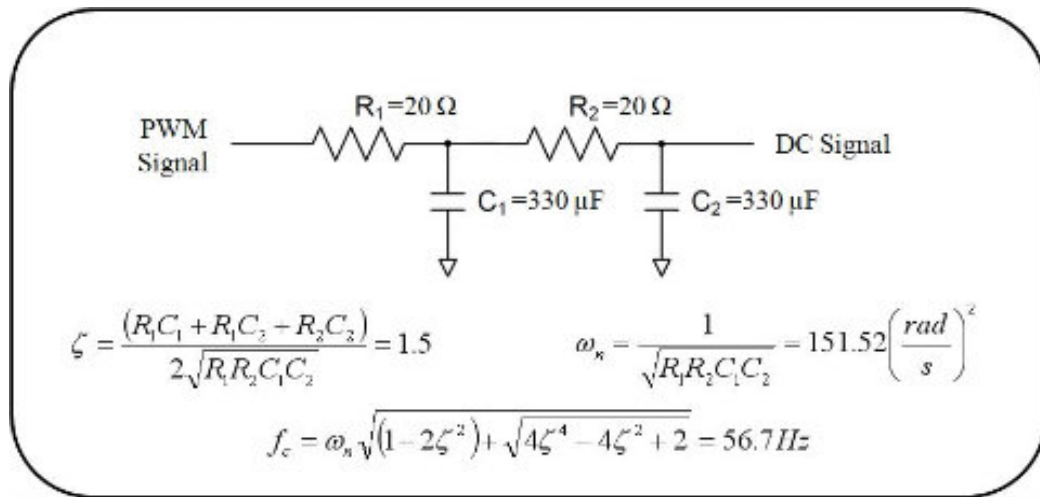 R₁=20 Ω R₂=20 Ω
PWM Signal
DC Signal
C₁=330 μF C₂=330 μF
ζ = (R₁C₁ + R₁C₂ + R₂C₂) / 2√(R₁R₂C₁C₂) = 1.5
ωₙ = 1 / √(R₁R₂C₁C₂) = 151.52 (rad/s)²
f_c = ωₙ √((1 − 2ζ²) + √(4ζ⁴ − 4ζ² + 2)) = 56.7Hz